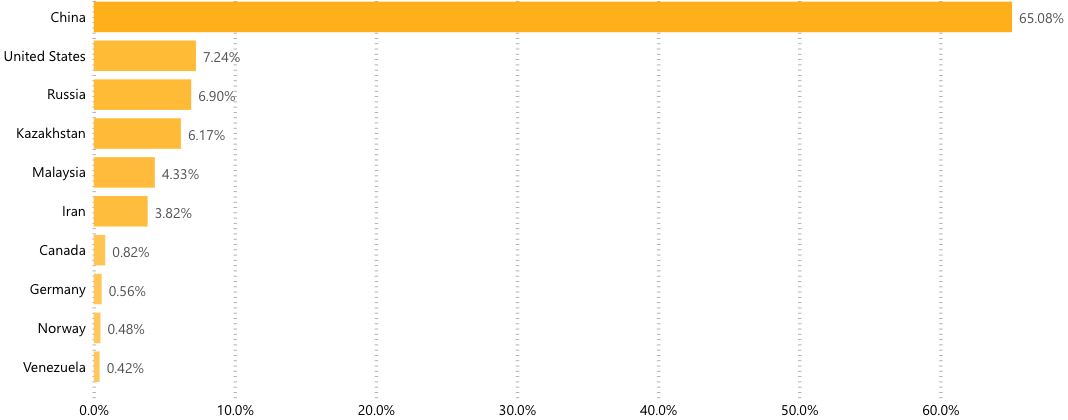 China 65.08%
United States 7.24%
Russia 6.90%
Kazakhstan 6.17%
Malaysia 4.33%
Iran 3.82%
Canada 0.82%
Germany 0.56%
Norway 0.48%
Venezuela 0.42%
0.0% 10.0% 20.0% 30.0% 40.0% 50.0% 60.0%